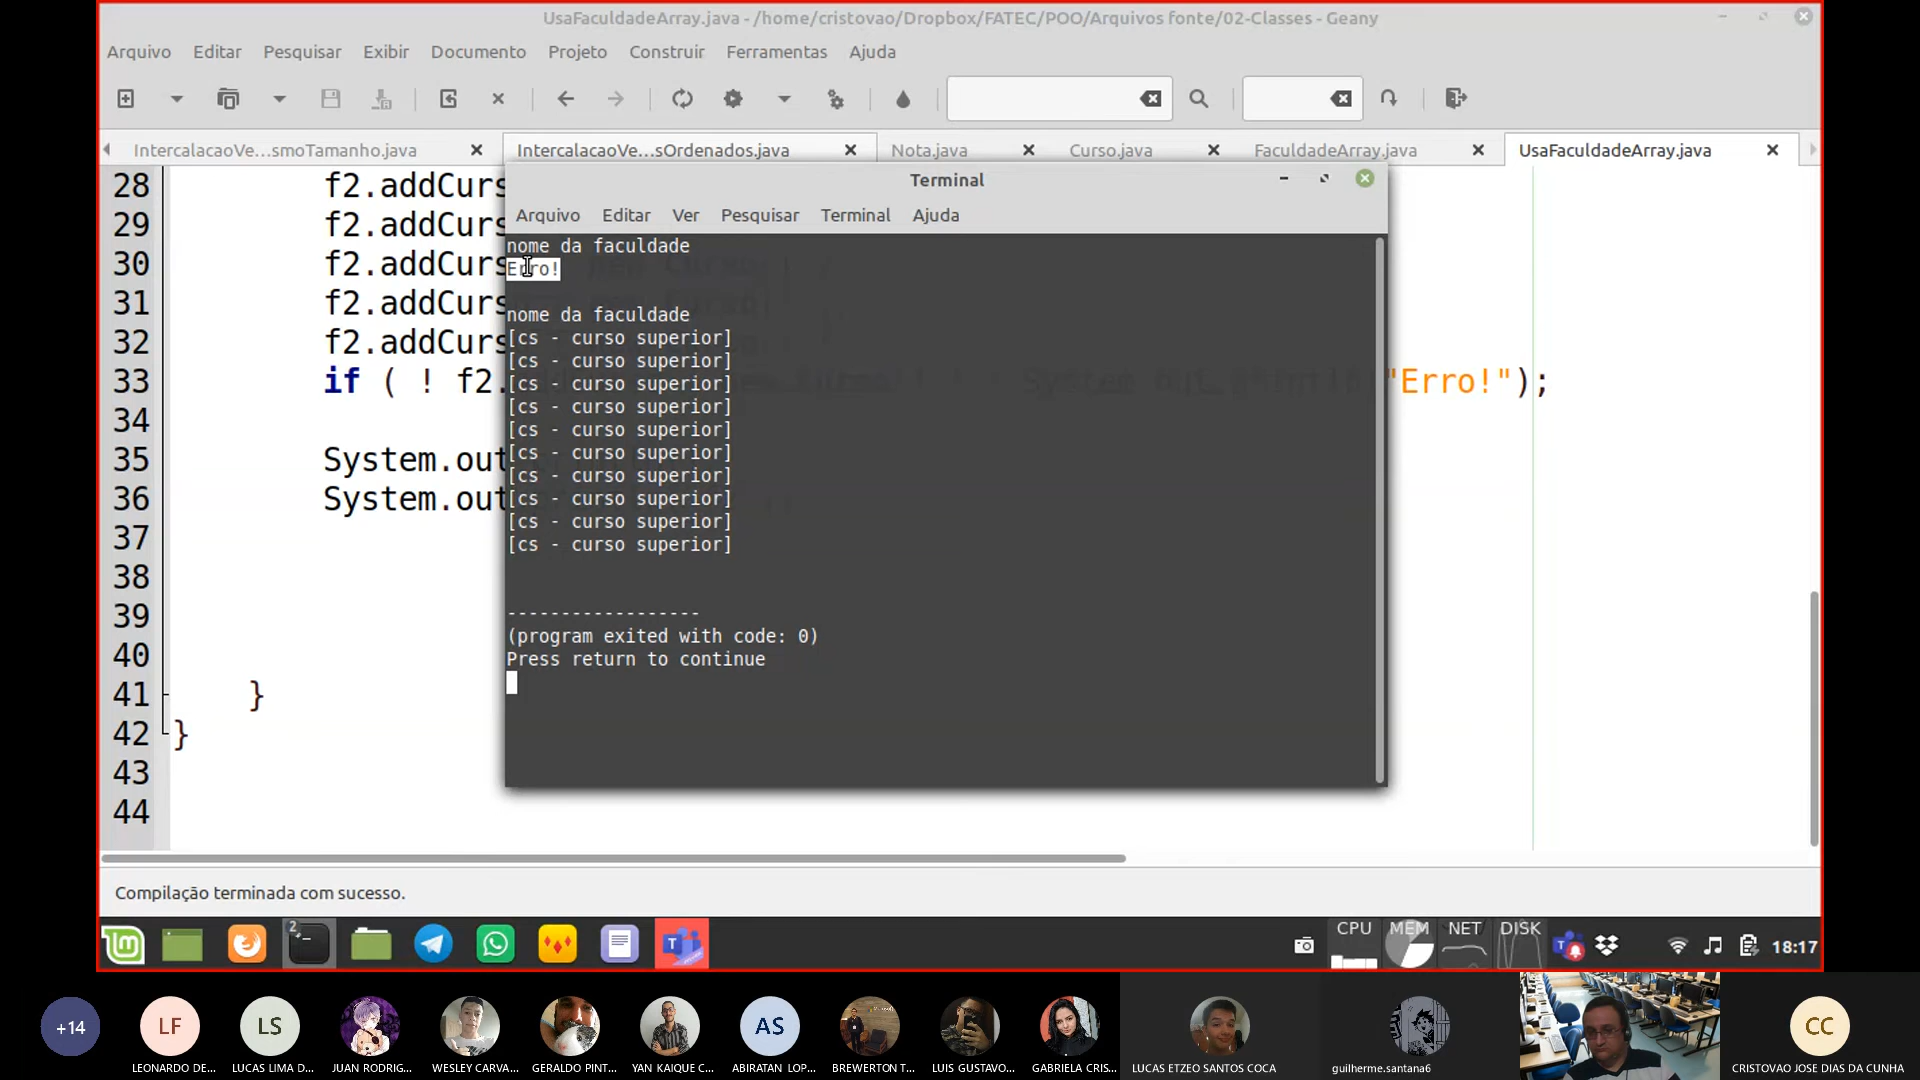 UsaFaculdadeArray.java - /home/cristovao/Dropbox/FATEC/POO/Arquivos fonte/02-Classes - Geany
Arquivo Editar Pesquisar Exibir Documento Projeto Construir Ferramentas Ajuda
IntercalacaoVe...smoTamanho.java IntercalacaoVe...sOrdenados.java Nota.java Curso.java FaculdadeArray.java UsaFaculdadeArray.java
Terminal
Arquivo Editar Ver Pesquisar Terminal Ajuda
nome da faculdade
Erro!
nome da faculdade
[cs - curso superior]
[cs - curso superior]
[cs - curso superior]
[cs - curso superior]
[cs - curso superior]
[cs - curso superior]
[cs - curso superior]
[cs - curso superior]
[cs - curso superior]
[cs - curso superior]
------------------
(program exited with code: 0)
Press return to continue
28 f2.addCurs
29 f2.addCurs
30 f2.addCurs
31 f2.addCurs
32 f2.addCurs
33 if ( ! f2. "Erro!");
34
35 System.out
36 System.out
37
38
39
40
41 }
42 }
43
44
Compilação terminada com sucesso.
2
CPU MEM NET DISK
18:17
+14 LF LS AS CC
LEONARDO DE... LUCAS LIMA D... JUAN RODRIG... WESLEY CARVA... GERALDO PINT... YAN KAIQUE C... ABIRATAN LOP... BREWERTON T... LUIS GUSTAVO... GABRIELA CRIS... LUCAS ETZEO SANTOS COCA guilherme.santana6 CRISTOVAO JOSE DIAS DA CUNHA